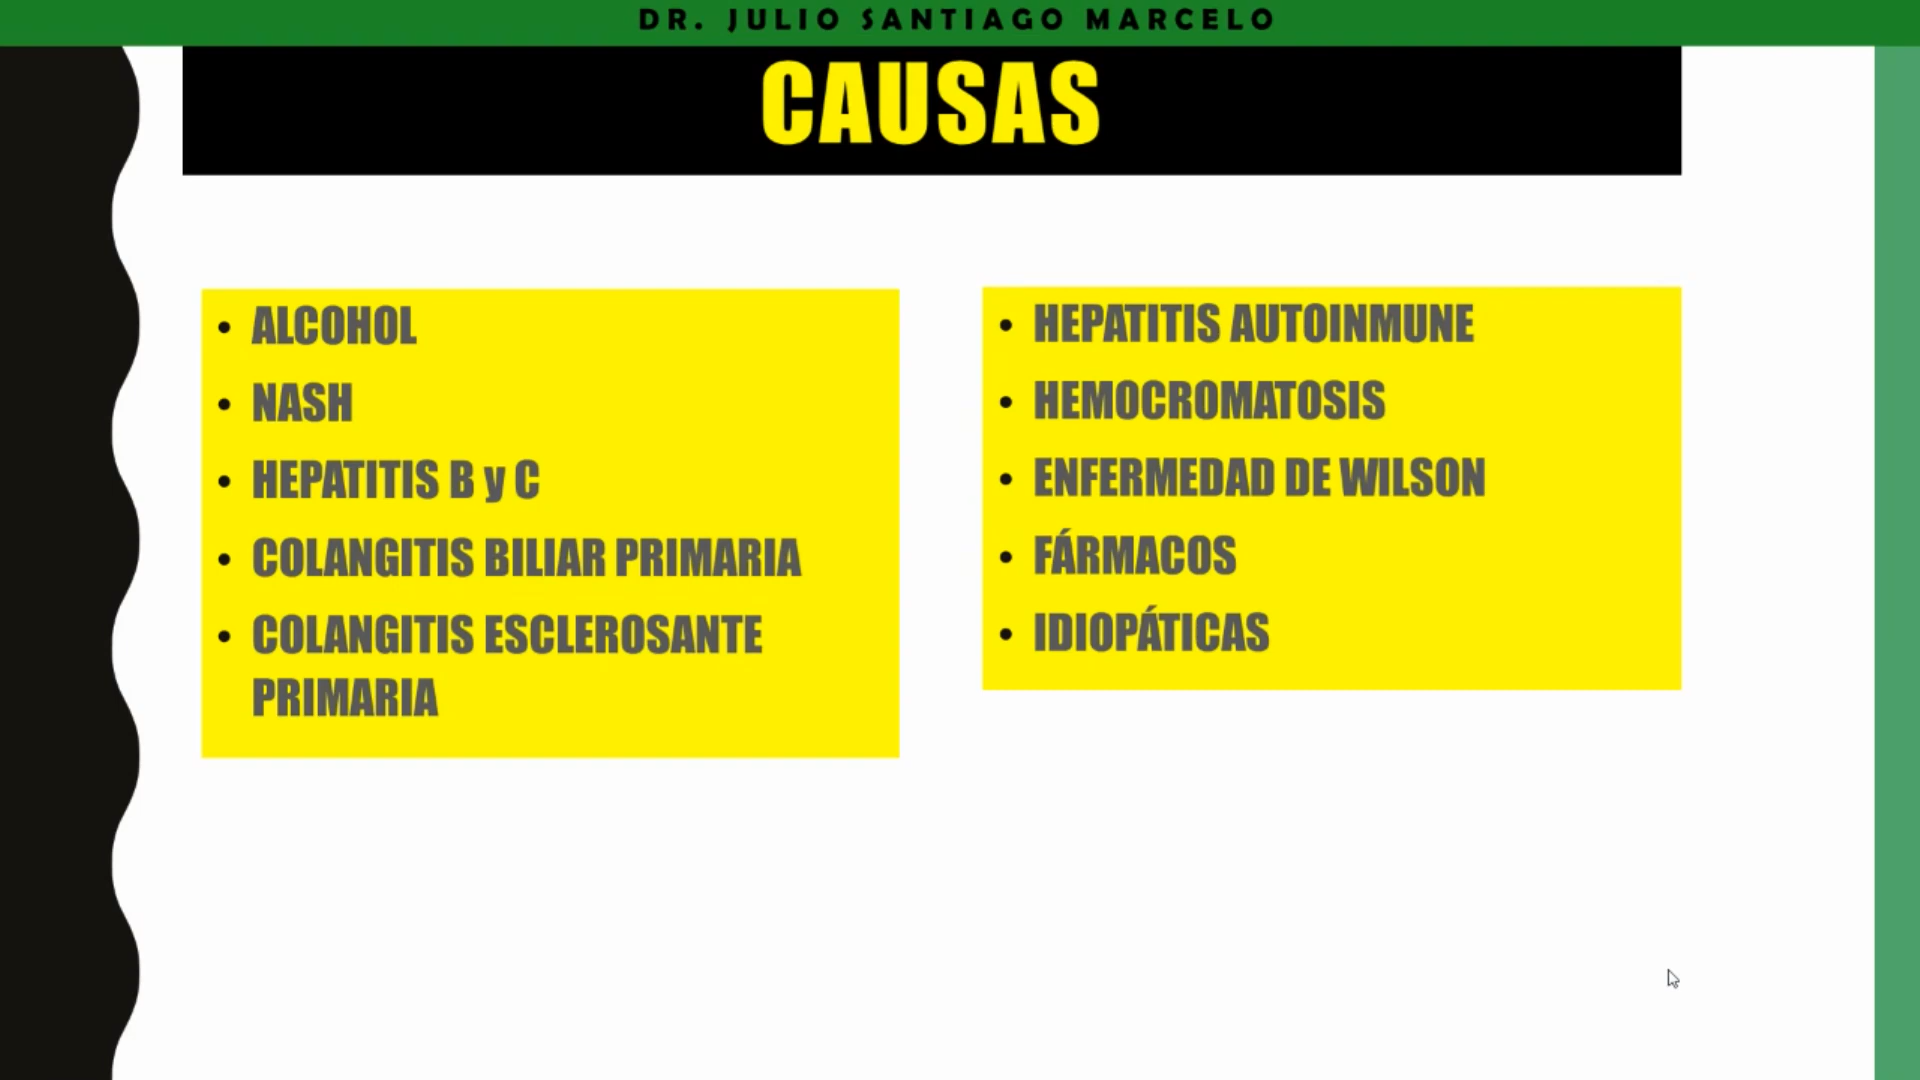 DR. JULIO SANTIAGO MARCELO
CAUSAS
• ALCOHOL
• NASH
• HEPATITIS B y C
• COLANGITIS BILIAR PRIMARIA
• COLANGITIS ESCLEROSANTE
PRIMARIA
• HEPATITIS AUTOINMUNE
• HEMOCROMATOSIS
• ENFERMEDAD DE WILSON
• FÁRMACOS
• IDIOPÁTICAS